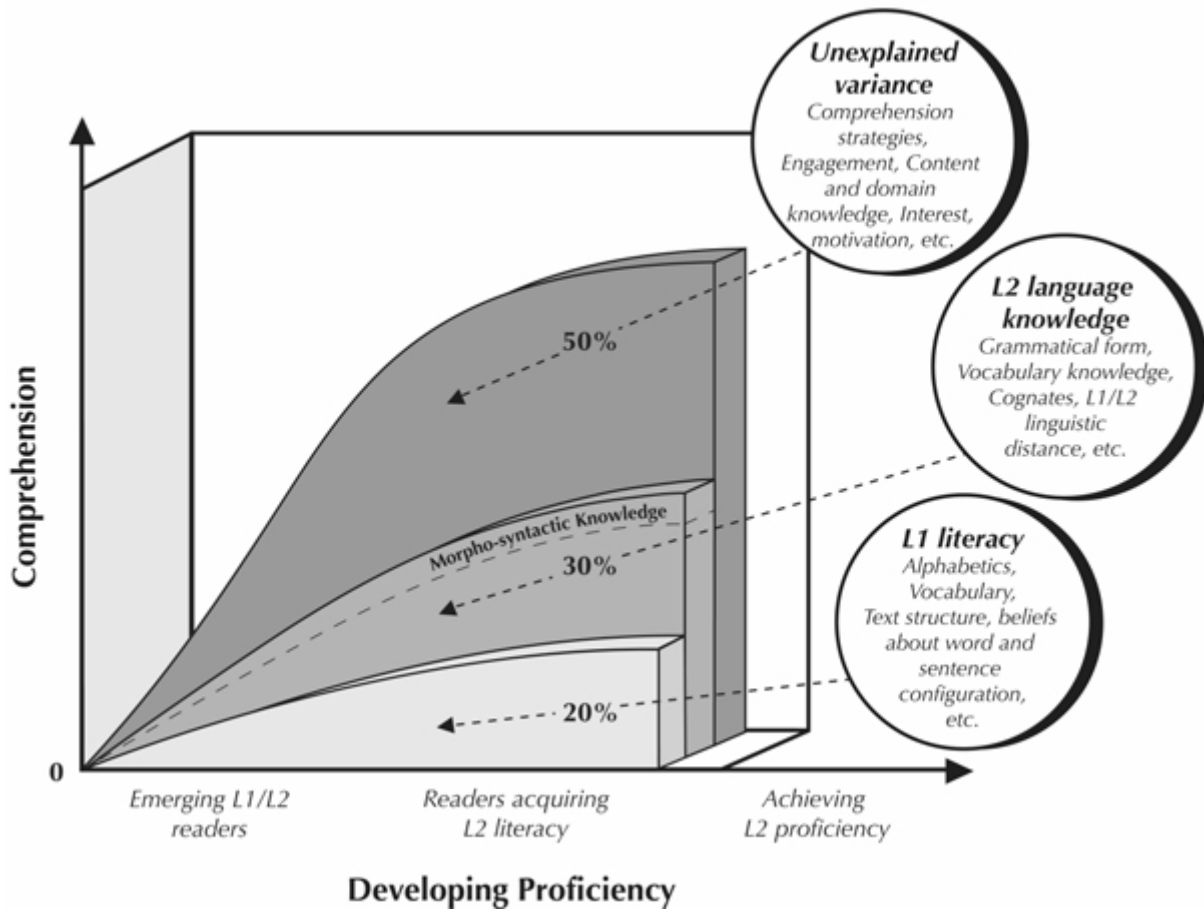 Unexplained
variance
Comprehension
strategies,
Engagement, Content
and domain
knowledge, Interest,
motivation, etc.
L2 language
knowledge
Grammatical form,
Vocabulary knowledge,
Cognates, L1/L2
linguistic
distance, etc.
L1 literacy
Alphabetics,
Vocabulary,
Text structure, beliefs
about word and
sentence
configuration,
etc.
Comprehension
50%
Morpho-syntactic Knowledge
30%
20%
0
Emerging L1/L2
readers
Readers acquiring
L2 literacy
Achieving
L2 proficiency
Developing Proficiency